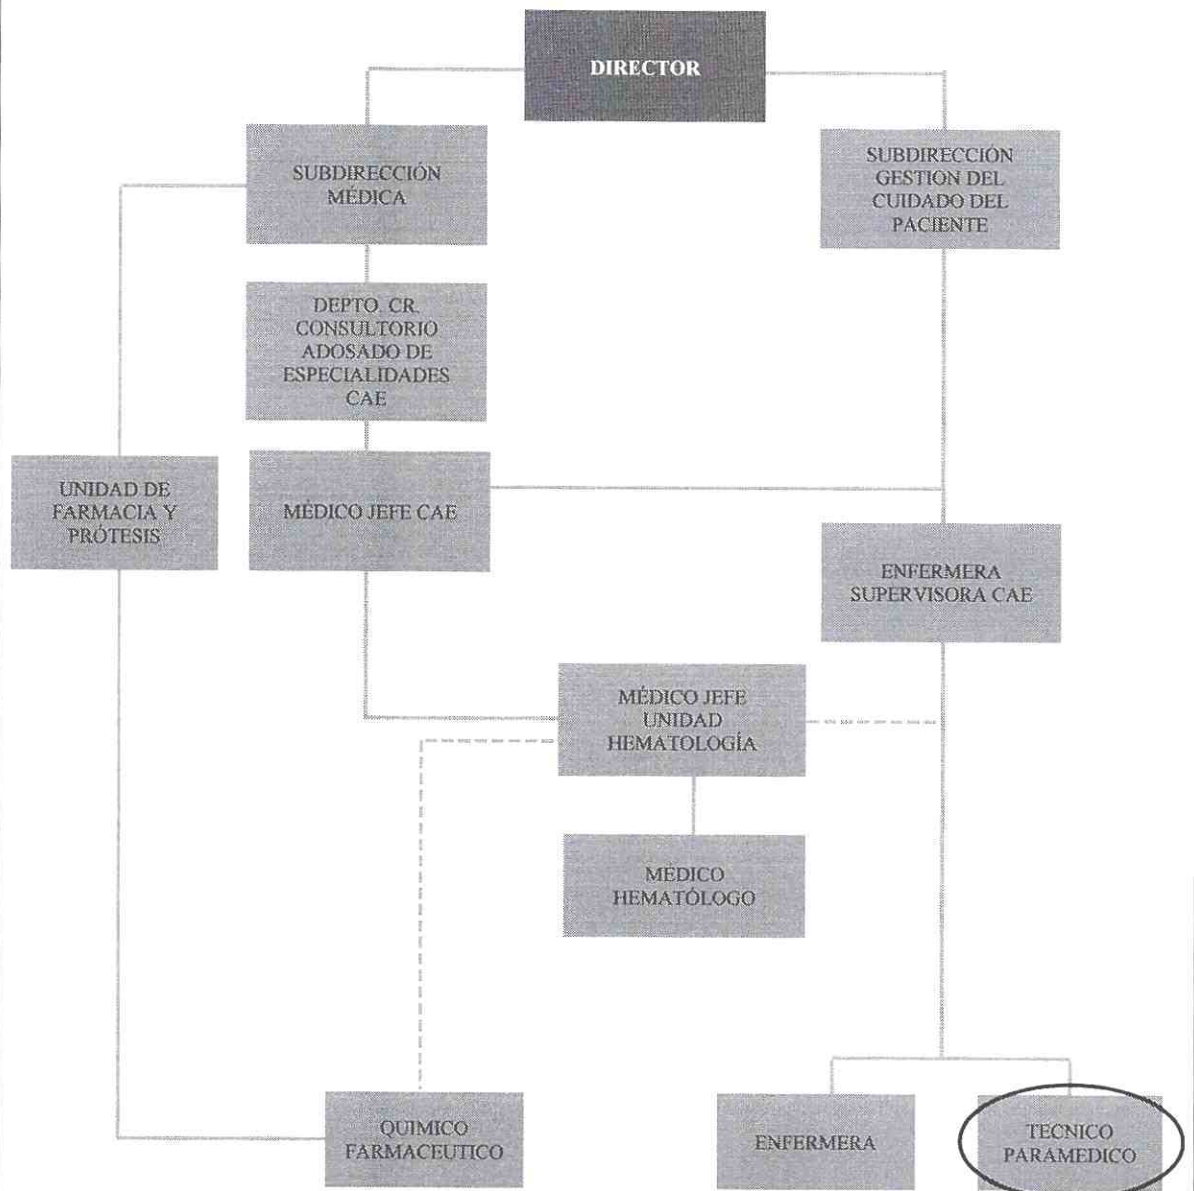 DIRECTOR
SUBDIRECCIÓN
MÉDICA
SUBDIRECCIÓN
GESTION DEL
CUIDADO DEL
PACIENTE
DEPTO. CR.
CONSULTORIO
ADOSADO DE
ESPECIALIDADES
CAE
UNIDAD DE
FARMACIA Y
PRÓTESIS
MÉDICO JEFE CAE
ENFERMERA
SUPERVISORA CAE
MÉDICO JEFE
UNIDAD
HEMATOLOGÍA
MÉDICO
HEMATÓLOGO
QUIMICO
FARMACEUTICO
ENFERMERA
TECNICO
PARAMEDICO